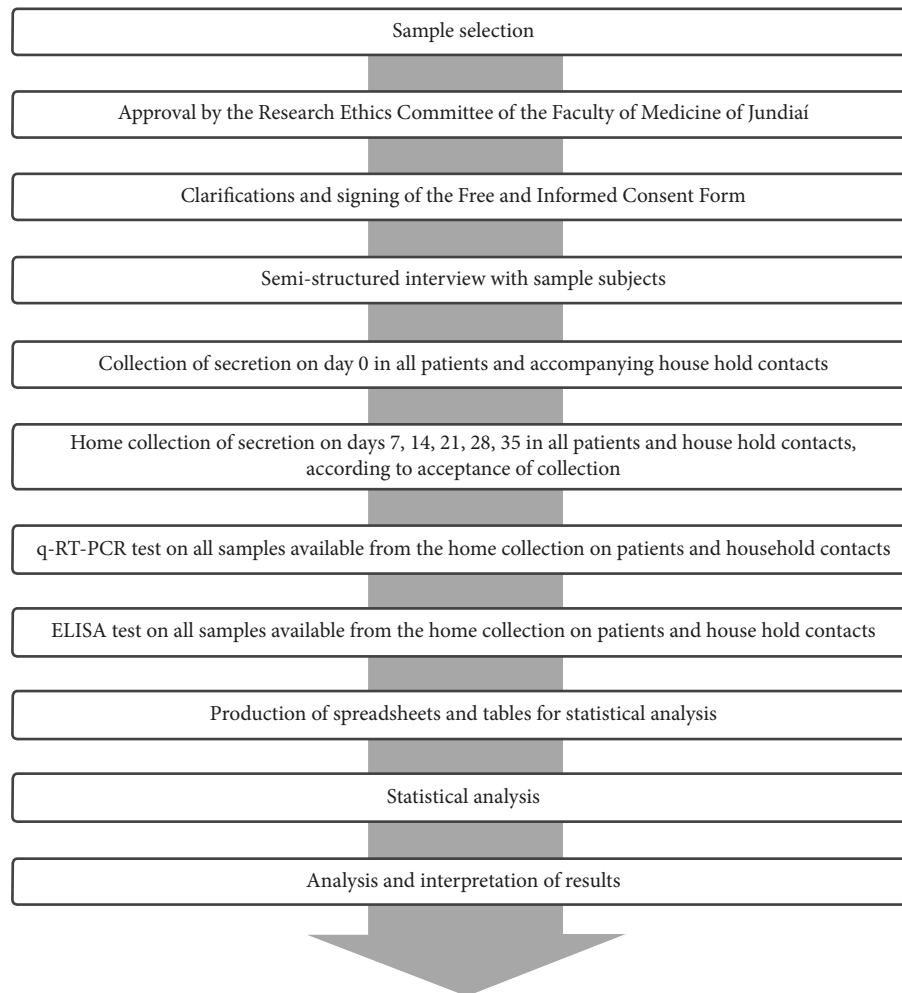 Sample selection
Approval by the Research Ethics Committee of the Faculty of Medicine of Jundiaí
Clarifications and signing of the Free and Informed Consent Form
Semi-structured interview with sample subjects
Collection of secretion on day 0 in all patients and accompanying house hold contacts
Home collection of secretion on days 7, 14, 21, 28, 35 in all patients and house hold contacts,
according to acceptance of collection
q-RT-PCR test on all samples available from the home collection on patients and household contacts
ELISA test on all samples available from the home collection on patients and house hold contacts
Production of spreadsheets and tables for statistical analysis
Statistical analysis
Analysis and interpretation of results